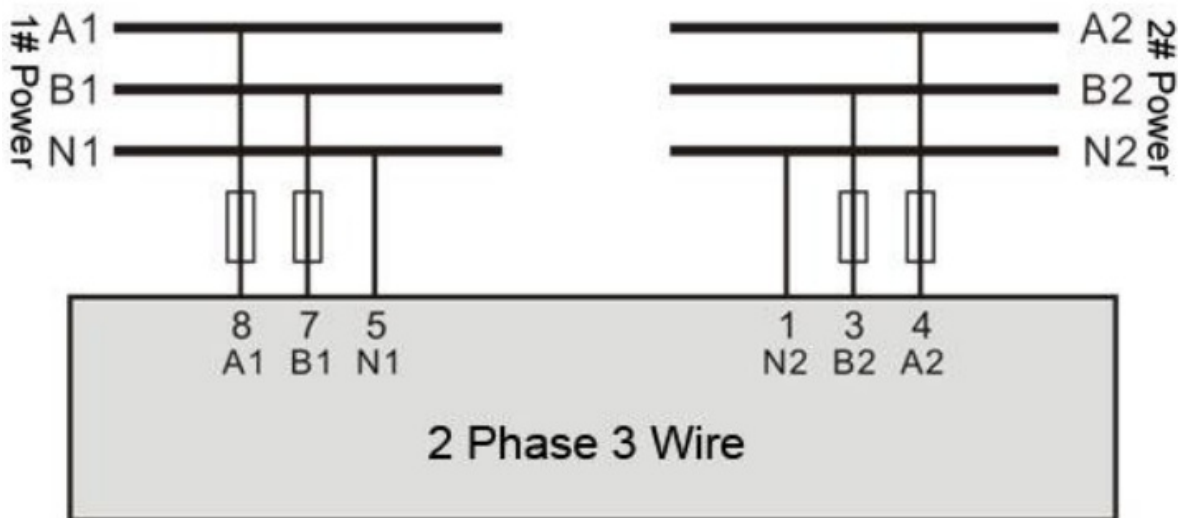 1# Power
A1
B1
N1
A2
B2
N2
2# Power
8 7 5 1 3 4
A1 B1 N1 N2 B2 A2
2 Phase 3 Wire